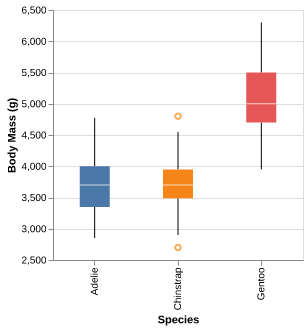 6,500
6,000
5,500
5,000
4,500
4,000
3,500
3,000
2,500
Body Mass (g)
Adelie
Chinstrap
Gentoo
Species